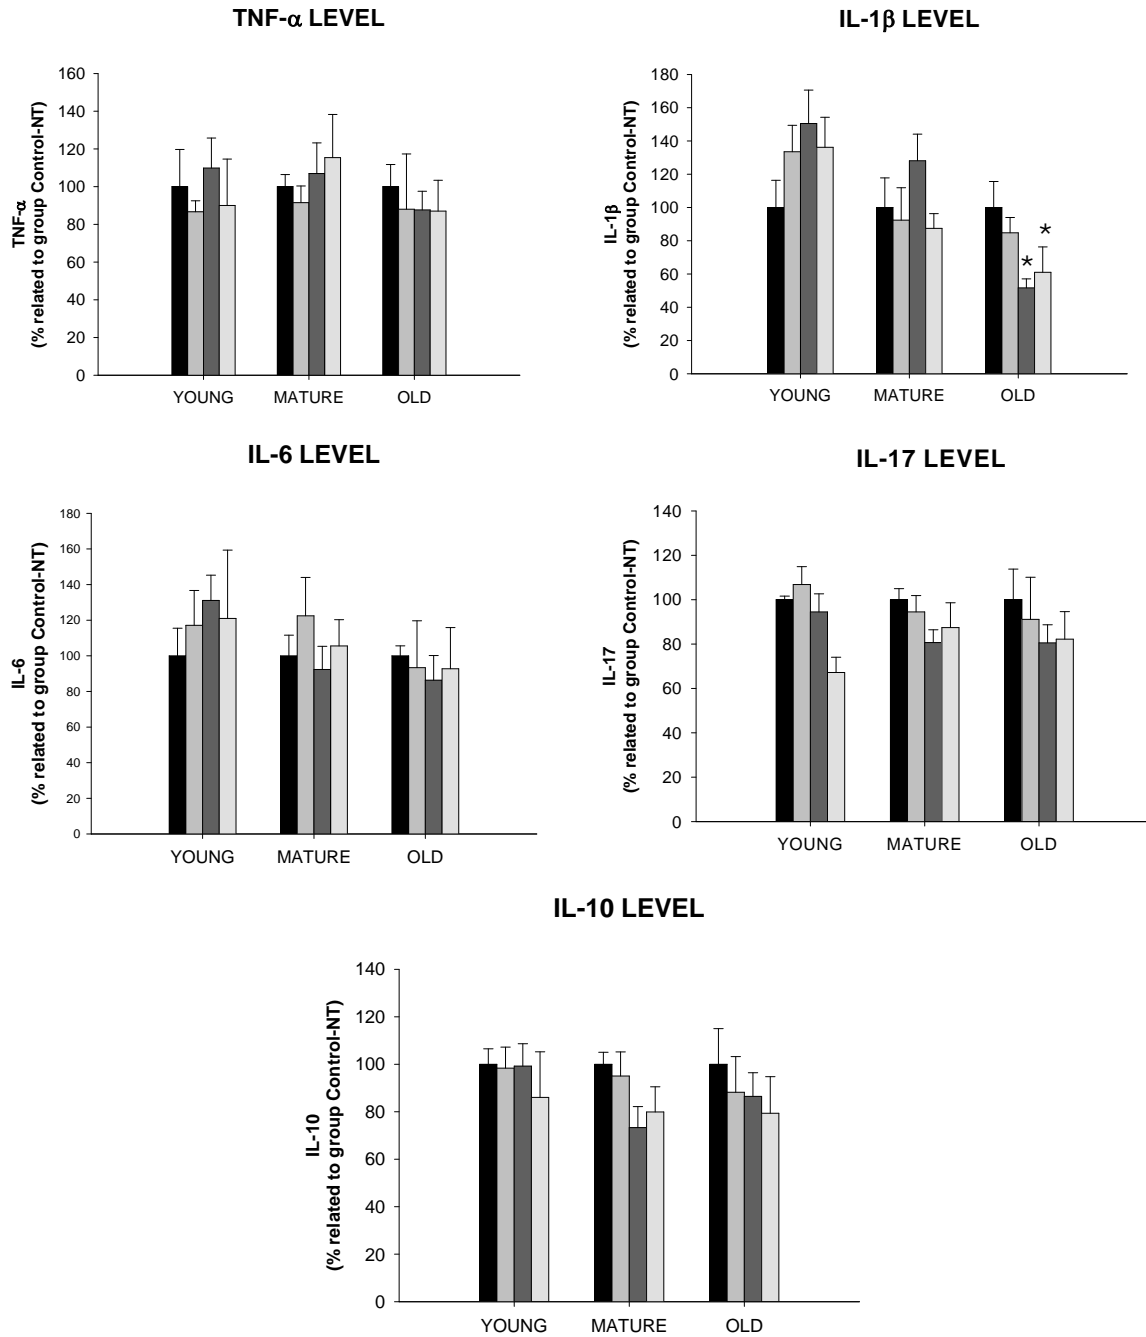 TNF-α LEVEL
TNF-α
(% related to group Control-NT)
160
140
120
100
80
60
40
20
0
YOUNG MATURE OLD
IL-1β LEVEL
IL-1β
(% related to group Control-NT)
180
160
140
120
100
80
60
40
20
0
* *
YOUNG MATURE OLD
IL-6 LEVEL
IL-6
(% related to group Control-NT)
180
160
140
120
100
80
60
40
20
0
YOUNG MATURE OLD
IL-17 LEVEL
IL-17
(% related to group Control-NT)
140
120
100
80
60
40
20
0
YOUNG MATURE OLD
IL-10 LEVEL
IL-10
(% related to group Control-NT)
140
120
100
80
60
40
20
0
YOUNG MATURE OLD